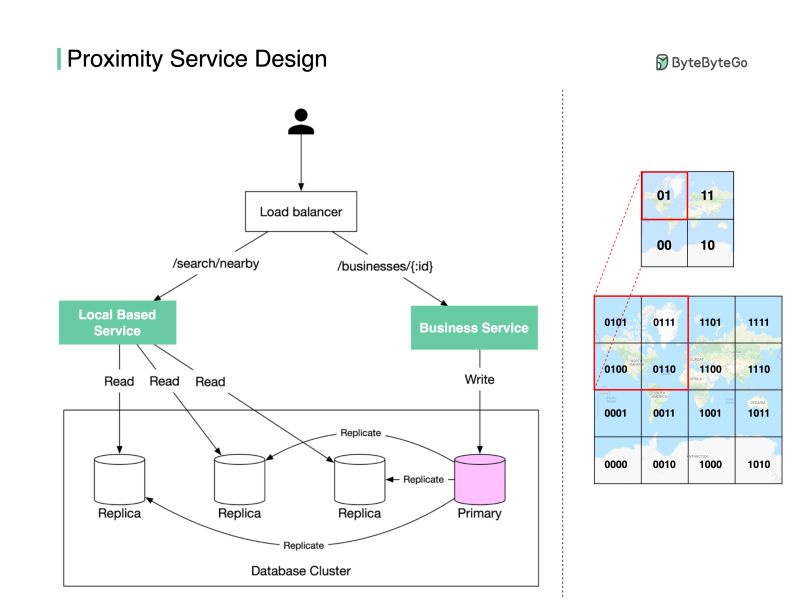 Proximity Service Design
ByteByteGo
Load balancer
/search/nearby
/businesses/{:id}
Local Based
Service
Business Service
Read
Read
Read
Write
Replicate
Replicate
Replicate
Replica
Replica
Replica
Primary
Database Cluster
01 11
00 10
0101 0111 1101 1111
0100 0110 1100 1110
0001 0011 1001 1011
0000 0010 1000 1010